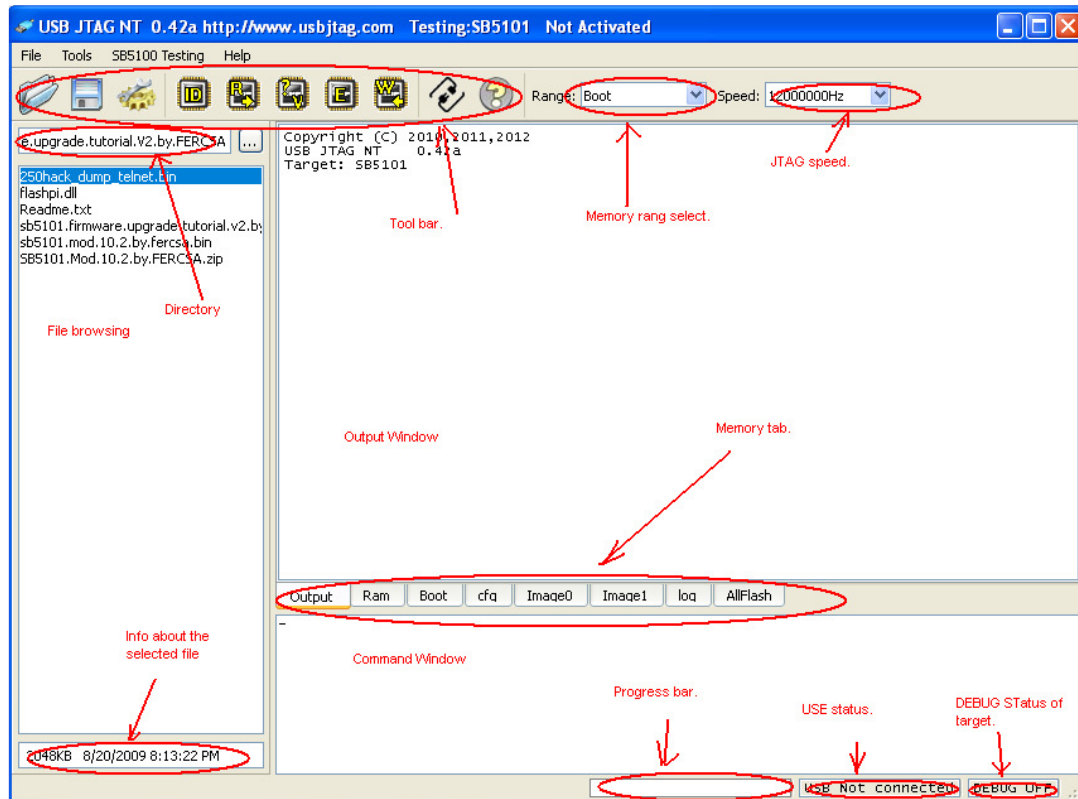 USB JTAG NT 0.42a http://www.usbjtag.com Testing:SB5101 Not Activated
File Tools SB5100 Testing Help
ID R ? V E W ? Range: Boot Speed: 12000000Hz
e.upgrade.tutorial.V2.by.FERCSA ...
Copyright (C) 2010,2011,2012
USB JTAG NT 0.42a
Target: SB5101
JTAG speed.
250hack_dump_telnet.bin
flashpi.dll
Readme.txt
sb5101.firmware.upgrade.tutorial.v2.by
sb5101.mod.10.2.by.fercsa.bin
SB5101.Mod.10.2.by.FERCSA.zip
Tool bar.
Memory rang select.
Directory
File browsing
Output Window
Memory tab.
Output Ram Boot cfg Image0 Image1 log AllFlash
Info about the
selected file
Command Window
Progress bar.
USE status.
DEBUG STatus of
target.
2048KB 8/20/2009 8:13:22 PM
USB Not connected DEBUG OFF